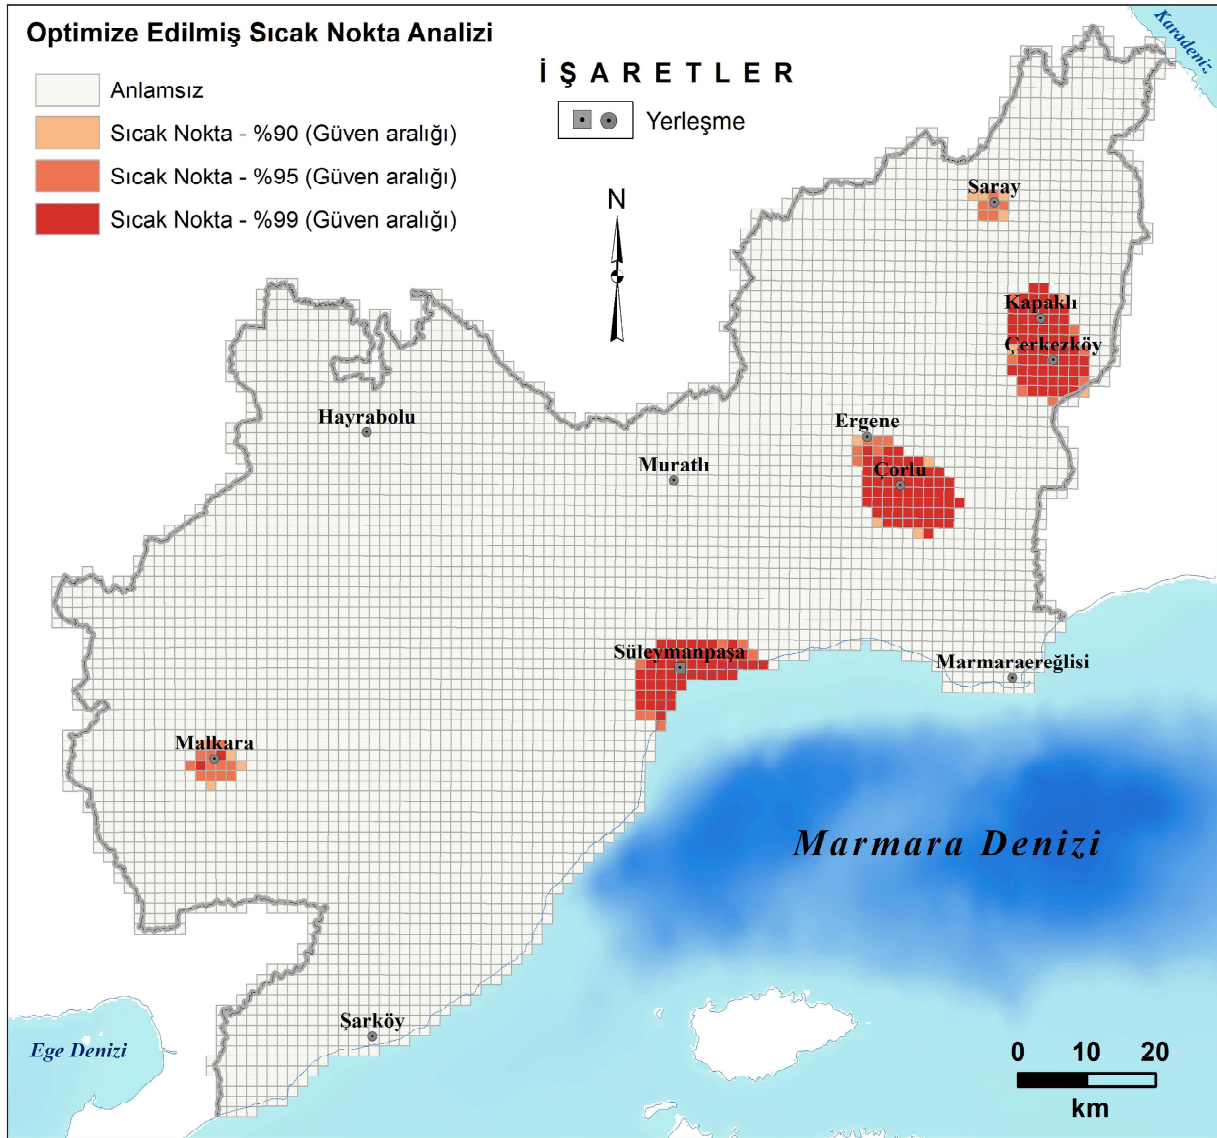 Optimize Edilmiş Sıcak Nokta Analizi
Anlamsız
Sıcak Nokta - %90 (Güven aralığı)
Sıcak Nokta - %95 (Güven aralığı)
Sıcak Nokta - %99 (Güven aralığı)
İŞARETLER
Yerleşme
N
Karadeniz
Saray
Kapaklı
Çerkezköy
Hayrabolu
Ergene
Muratlı
Çorlu
Süleymanpaşa
Marmaraereğlisi
Malkara
Marmara Denizi
Şarköy
Ege Denizi
0 10 20
km